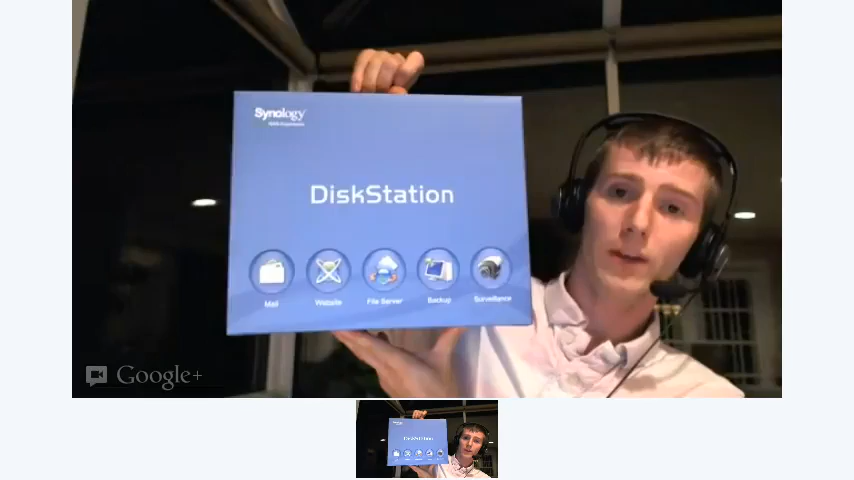 Synology
DiskStation
Mail
Website
File Server
Backup
Surveillance
Google+